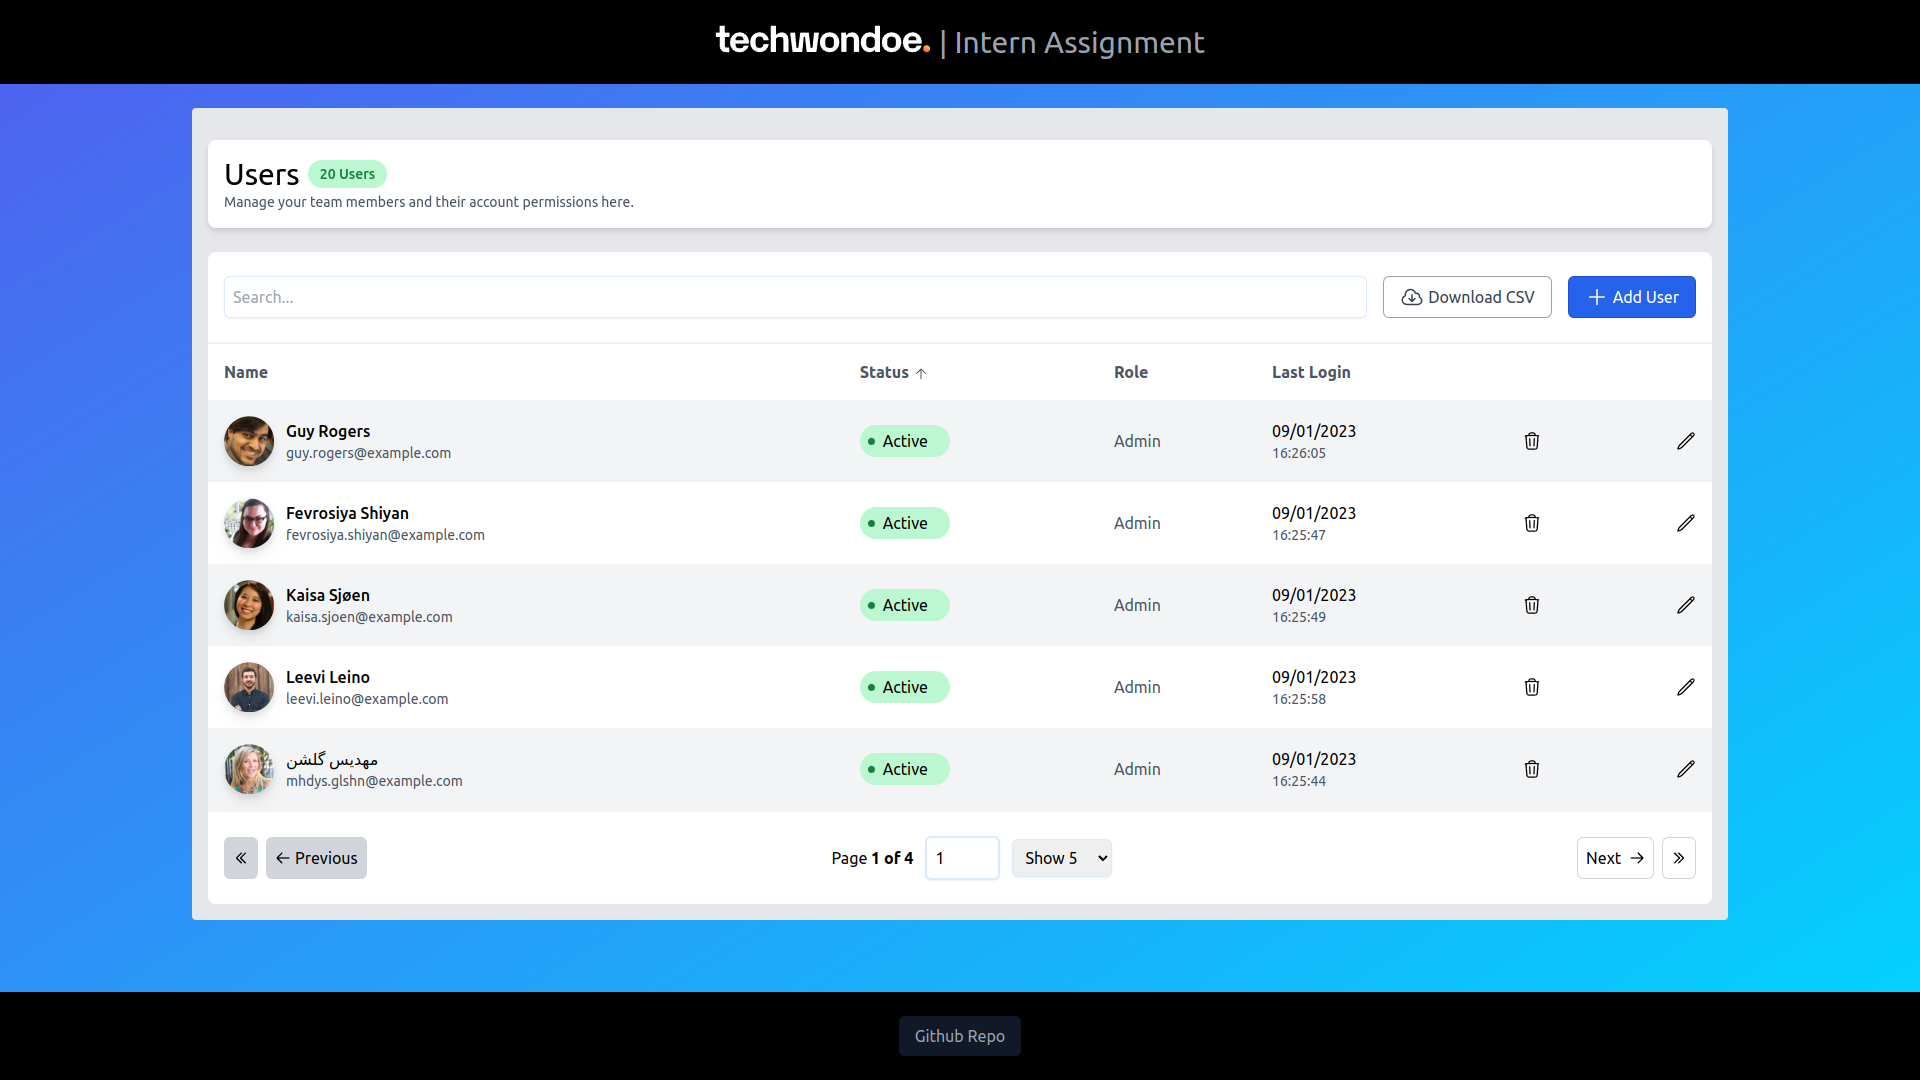 techwondoe. | Intern Assignment
Users 20 Users
Manage your team members and their account permissions here.
Search... Download CSV Add User
Name Status ↑ Role Last Login
Guy Rogers
guy.rogers@example.com
Active Admin
09/01/2023
16:26:05
Fevrosiya Shiyan
fevrosiya.shiyan@example.com
Active Admin
09/01/2023
16:25:47
Kaisa Sjøen
kaisa.sjoen@example.com
Active Admin
09/01/2023
16:25:49
Leevi Leino
leevi.leino@example.com
Active Admin
09/01/2023
16:25:58
مهدیس گلشن
mhdys.glshn@example.com
Active Admin
09/01/2023
16:25:44
« ← Previous Page 1 of 4 1 Show 5 Next → »
Github Repo